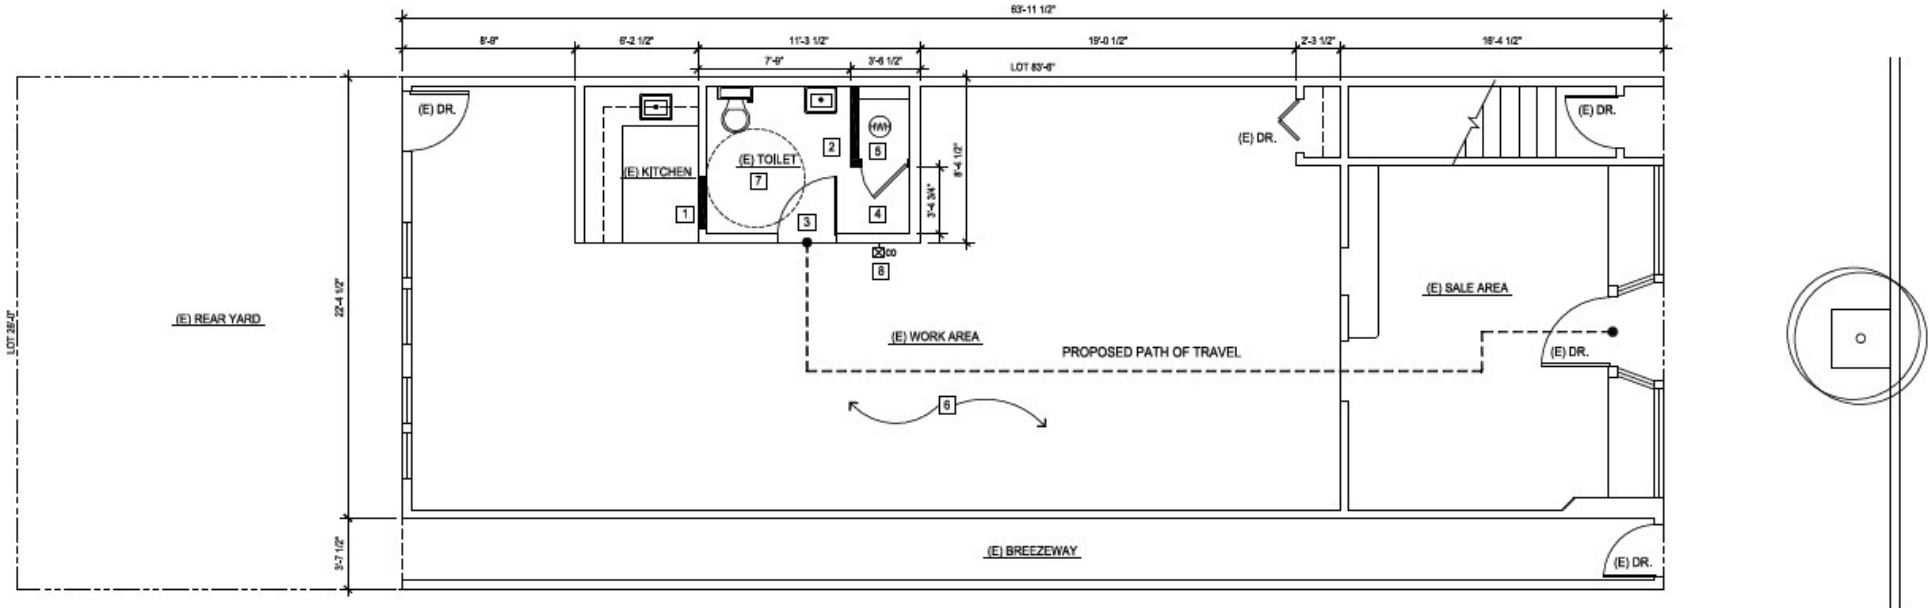 63'-11 1/2"
8'-9"
6'-2 1/2"
11'-3 1/2"
19'-0 1/2"
2'-3 1/2"
16'-4 1/2"
7'-9"
3'-6 1/2"
LOT 83'-6"
(E) DR.
(E) KITCHEN
(E) TOILET
HWH
2
5
7
1
3
4
8'-4 1/2"
3'-4 3/4"
(E) DR.
(E) DR.
CO
8
22'-4 1/2"
(E) SALE AREA
(E) REAR YARD
(E) WORK AREA
PROPOSED PATH OF TRAVEL
(E) DR.
6
3'-7 1/2"
(E) BREEZEWAY
(E) DR.